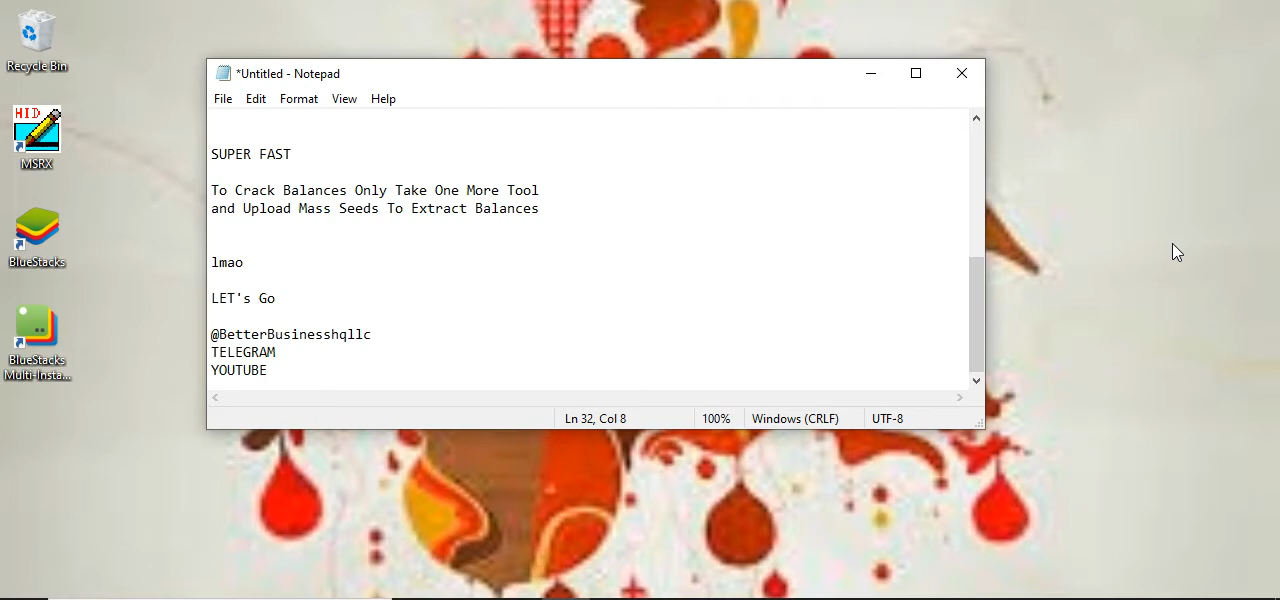 Recycle Bin
HID
MSRX
BlueStacks
BlueStacks
Multi-Insta...
*Untitled - Notepad
File Edit Format View Help
SUPER FAST
To Crack Balances Only Take One More Tool
and Upload Mass Seeds To Extract Balances
lmao
LET's Go
@BetterBusinesshqllc
TELEGRAM
YOUTUBE
Ln 32, Col 8 100% Windows (CRLF) UTF-8